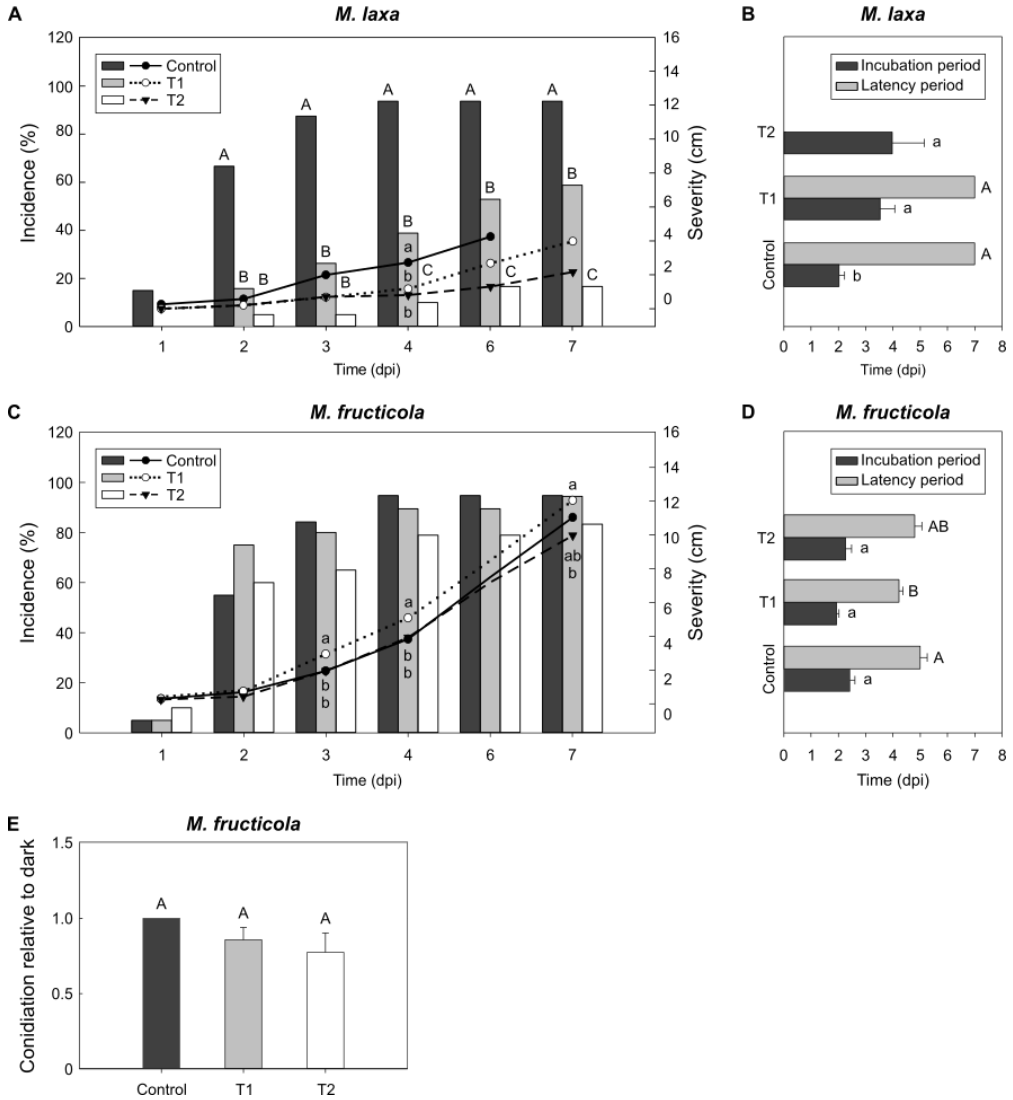 A
M. laxa
120
100
80
60
40
20
0
Incidence (%)
Control
T1
T2
A
A
A
A
A
B
B
B
B
C
B
C
B
C
a
b
b
16
14
12
10
8
6
4
2
0
Severity (cm)
1
2
3
4
6
7
Time (dpi)
B
M. laxa
Incubation period
Latency period
T2
T1
Control
a
A
a
A
b
0 1 2 3 4 5 6 7 8
Time (dpi)
C
M. fructicola
120
100
80
60
40
20
0
Incidence (%)
Control
T1
T2
a
b
b
a
b
b
a
ab
b
16
14
12
10
8
6
4
2
0
Severity (cm)
1
2
3
4
6
7
Time (dpi)
D
M. fructicola
Incubation period
Latency period
T2
T1
Control
AB
a
B
a
A
a
0 1 2 3 4 5 6 7 8
Time (dpi)
E
M. fructicola
1.5
1.0
0.5
0
Conidiation relative to dark
A
A
A
Control
T1
T2